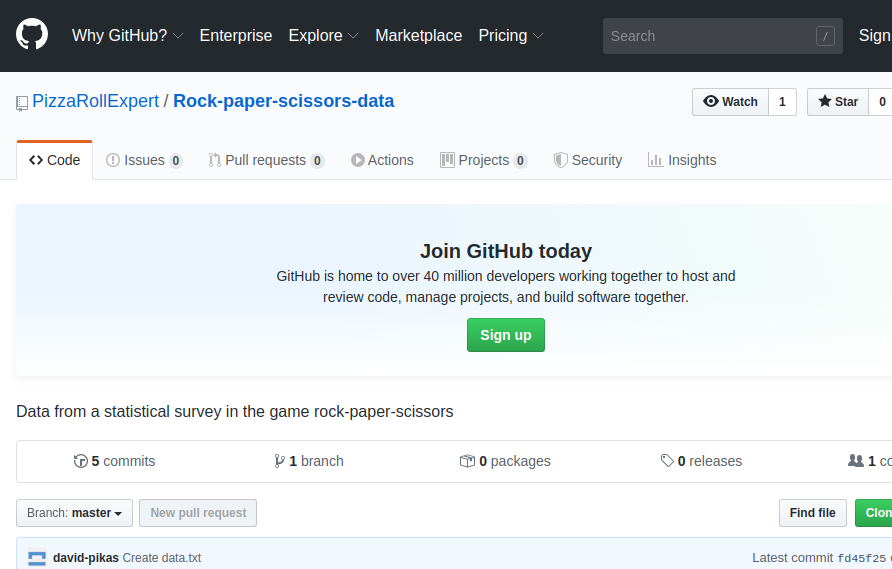 Why GitHub? Enterprise Explore Marketplace Pricing Search / Sign
PizzaRollExpert / Rock-paper-scissors-data Watch 1 Star 0
Code Issues 0 Pull requests 0 Actions Projects 0 Security Insights
Join GitHub today
GitHub is home to over 40 million developers working together to host and
review code, manage projects, and build software together.
Sign up
Data from a statistical survey in the game rock-paper-scissors
5 commits 1 branch 0 packages 0 releases 1 co
Branch: master New pull request Find file Clon
david-pikas Create data.txt Latest commit fd45f25